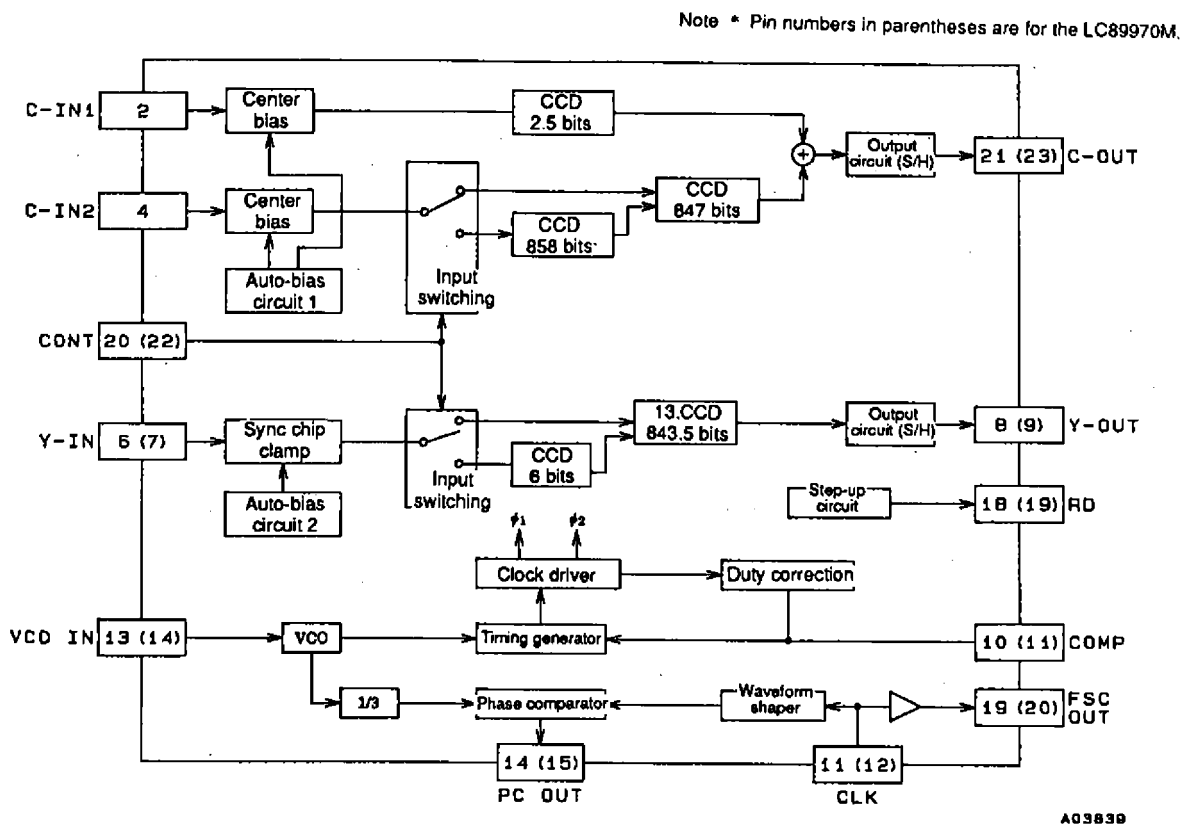 Note * Pin numbers in parentheses are for the LC89970M.
C-IN1
2
Center
bias
CCD
2.5 bits
+
Output
circuit (S/H)
21 (23)
C-OUT
C-IN2
4
Center
bias
CCD
847 bits
CCD
858 bits
Auto-bias
circuit 1
Input
switching
CONT
20 (22)
Y-IN
6 (7)
Sync chip
clamp
13.CCD
843.5 bits
Output
circuit (S/H)
8 (9)
Y-OUT
CCD
6 bits
Input
switching
Auto-bias
circuit 2
Step-up
circuit
18 (19)
RD
ϕ1
ϕ2
Clock driver
Duty correction
VCO IN
13 (14)
VCO
Timing generator
10 (11)
COMP
1/3
Phase comparator
Waveform
shaper
19 (20)
FSC
OUT
14 (15)
PC OUT
11 (12)
CLK
A03839